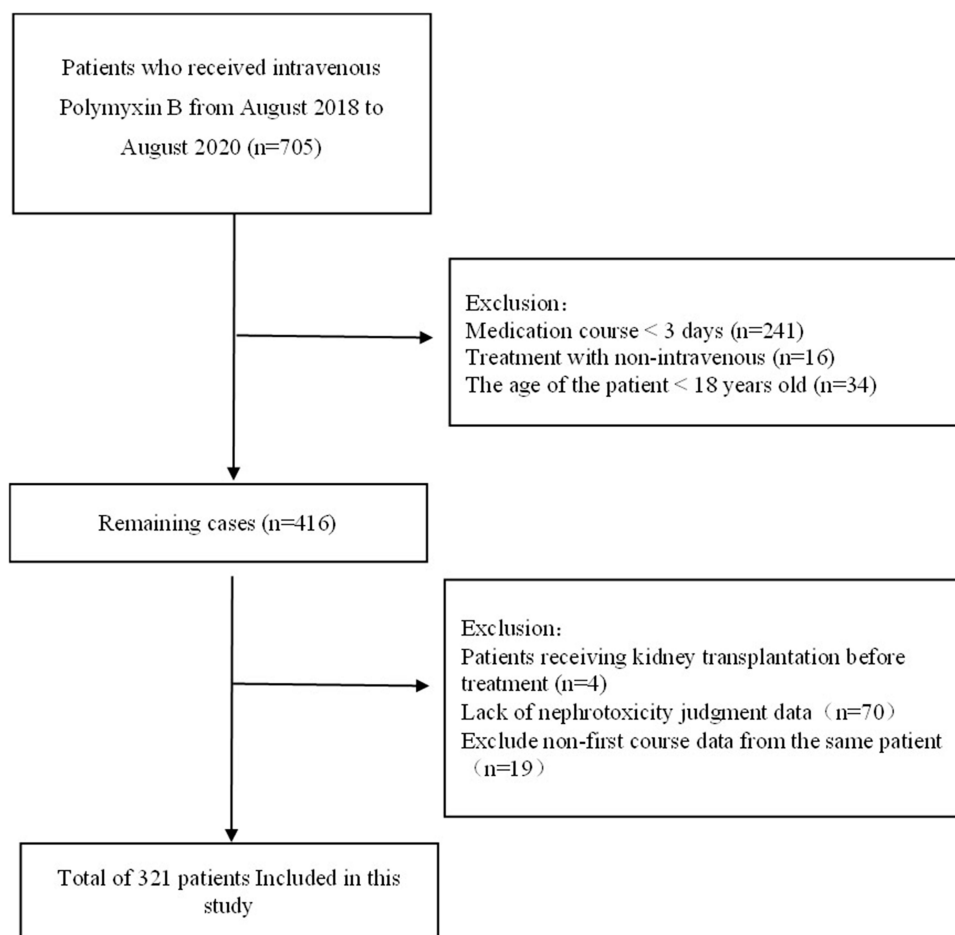 Patients who received intravenous
Polymyxin B from August 2018 to
August 2020 (n=705)
Exclusion：
Medication course < 3 days (n=241)
Treatment with non-intravenous (n=16)
The age of the patient < 18 years old (n=34)
Remaining cases (n=416)
Exclusion：
Patients receiving kidney transplantation before
treatment (n=4)
Lack of nephrotoxicity judgment data（n=70）
Exclude non-first course data from the same patient
（n=19）
Total of 321 patients Included in this
study